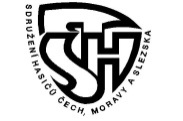 SDRUŽENÍ HASIČŮ ČECH, MORAVY A SLEZSKA
SH